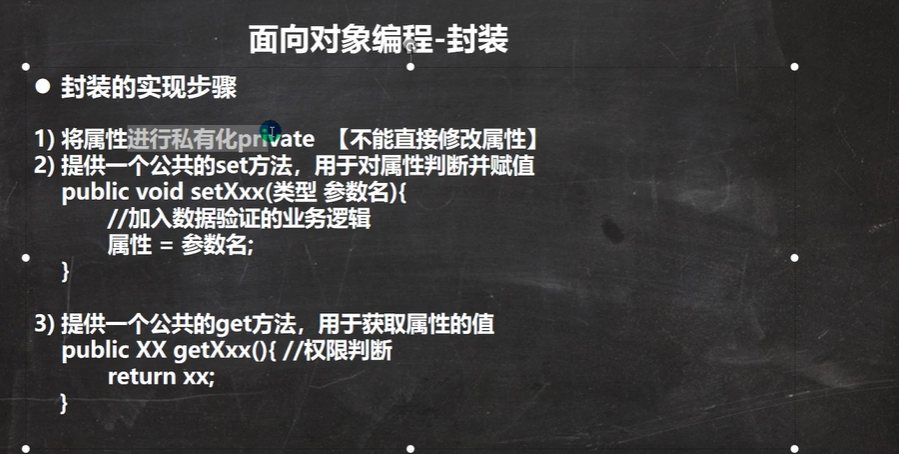 面向对象编程-封装
● 封装的实现步骤
1) 将属性进行私有化private 【不能直接修改属性】
2) 提供一个公共的set方法，用于对属性判断并赋值
public void setXxx(类型 参数名){
//加入数据验证的业务逻辑
属性 = 参数名;
}
3) 提供一个公共的get方法，用于获取属性的值
public XX getXxx(){ //权限判断
return xx;
}